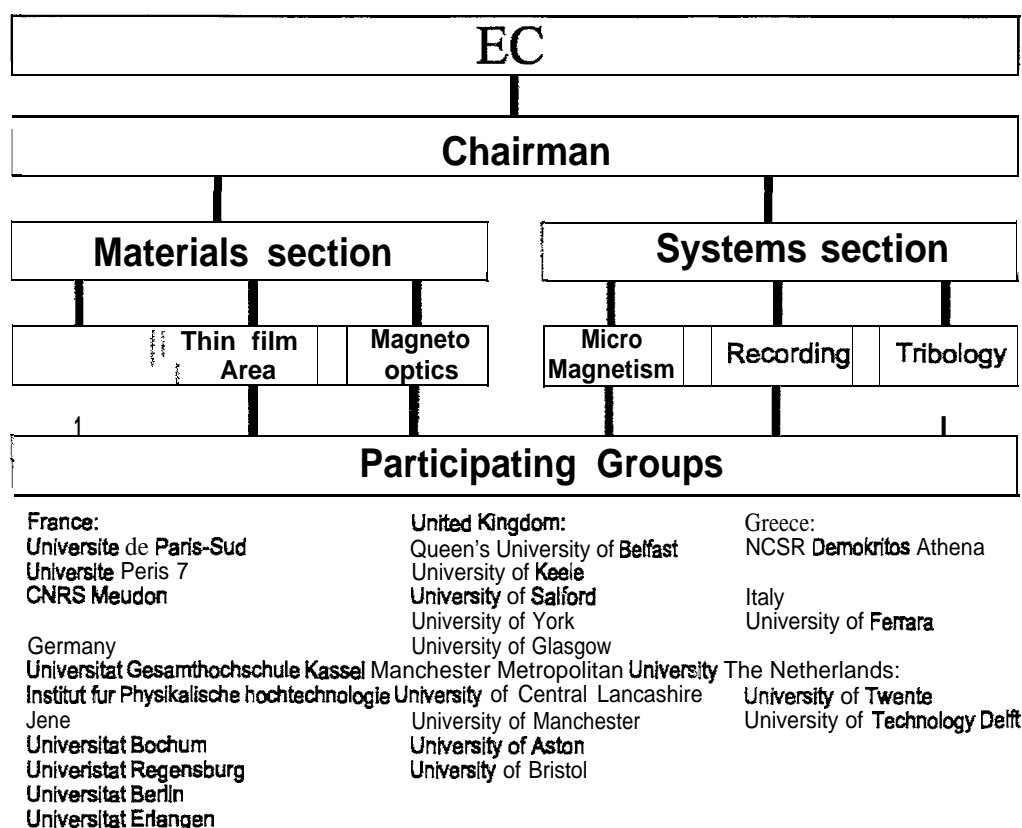 EC
Chairman
Materials section
Systems section
Thin film
Area
Magneto
optics
Micro
Magnetism
Recording
Tribology
1
Participating Groups
France:
Universite de Paris-Sud
Universite Peris 7
CNRS Meudon
Germany
Universitat Gesamthochschule Kassel
Institut fur Physikalische hochtechnologie
Jene
Universitat Bochum
Univeristat Regensburg
Universitat Berlin
Universitat Erlangen
United Kingdom:
Queen's University of Belfast
University of Keele
University of Salford
University of York
University of Glasgow
Manchester Metropolitan University
University of Central Lancashire
University of Manchester
University of Aston
University of Bristol
Greece:
NCSR Demokritos Athena
Italy
University of Ferrara
The Netherlands:
University of Twente
University of Technology Delft